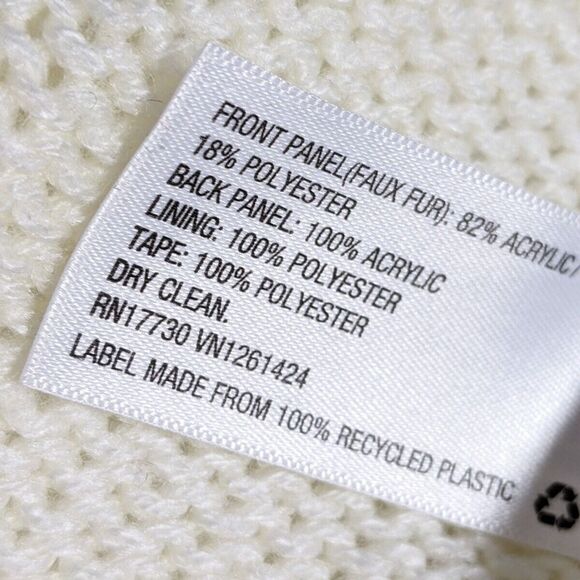 FRONT PANEL(FAUX FUR): 82% ACRYLIC /
18% POLYESTER
BACK PANEL: 100% ACRYLIC
LINING: 100% POLYESTER
TAPE: 100% POLYESTER
DRY CLEAN.
RN17730 VN1261424
LABEL MADE FROM 100% RECYCLED PLASTIC